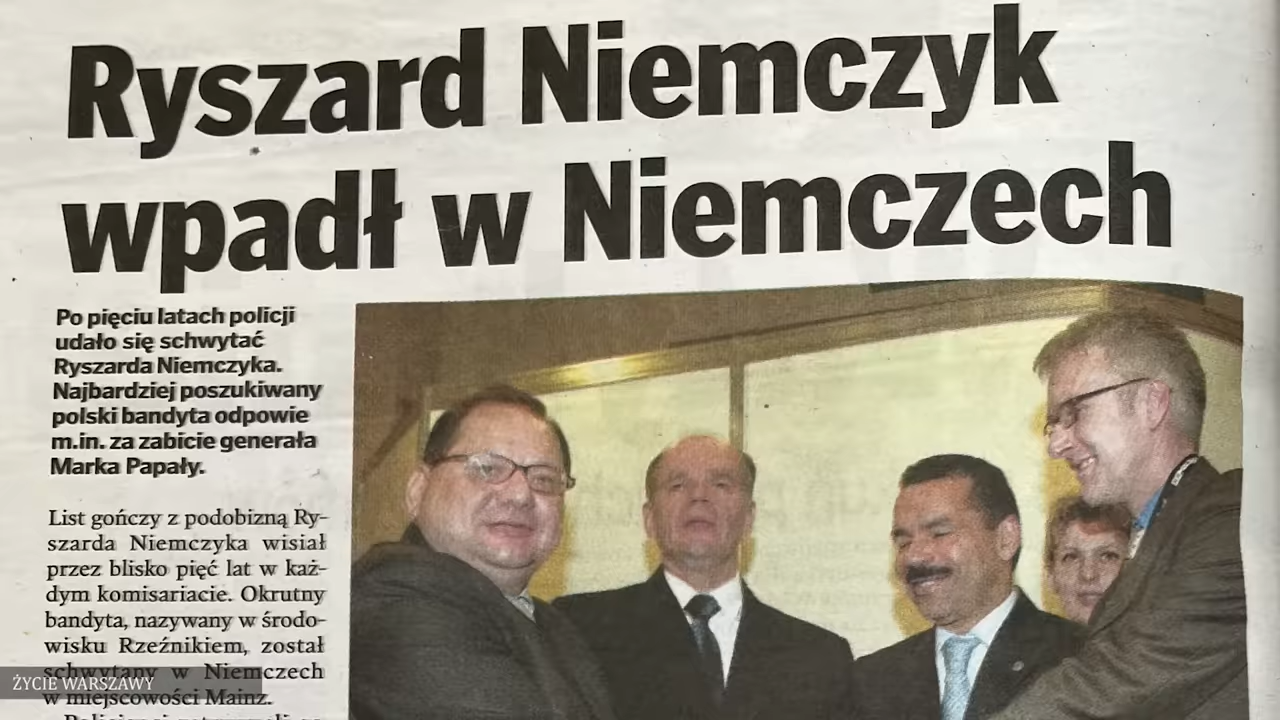 Ryszard Niemczyk
wpadł w Niemczech
Po pięciu latach policji
udało się schwytać
Ryszarda Niemczyka.
Najbardziej poszukiwany
polski bandyta odpowie
m.in. za zabicie generała
Marka Papały.
List gończy z podobizną Ry-
szarda Niemczyka wisiał
przez blisko pięć lat w każ-
dym komisariacie. Okrutny
bandyta, nazywany w środo-
wisku Rzeźnikiem, został
schwytany w Niemczech
w miejscowości Mainz.
ŻYCIE WARSZAWY